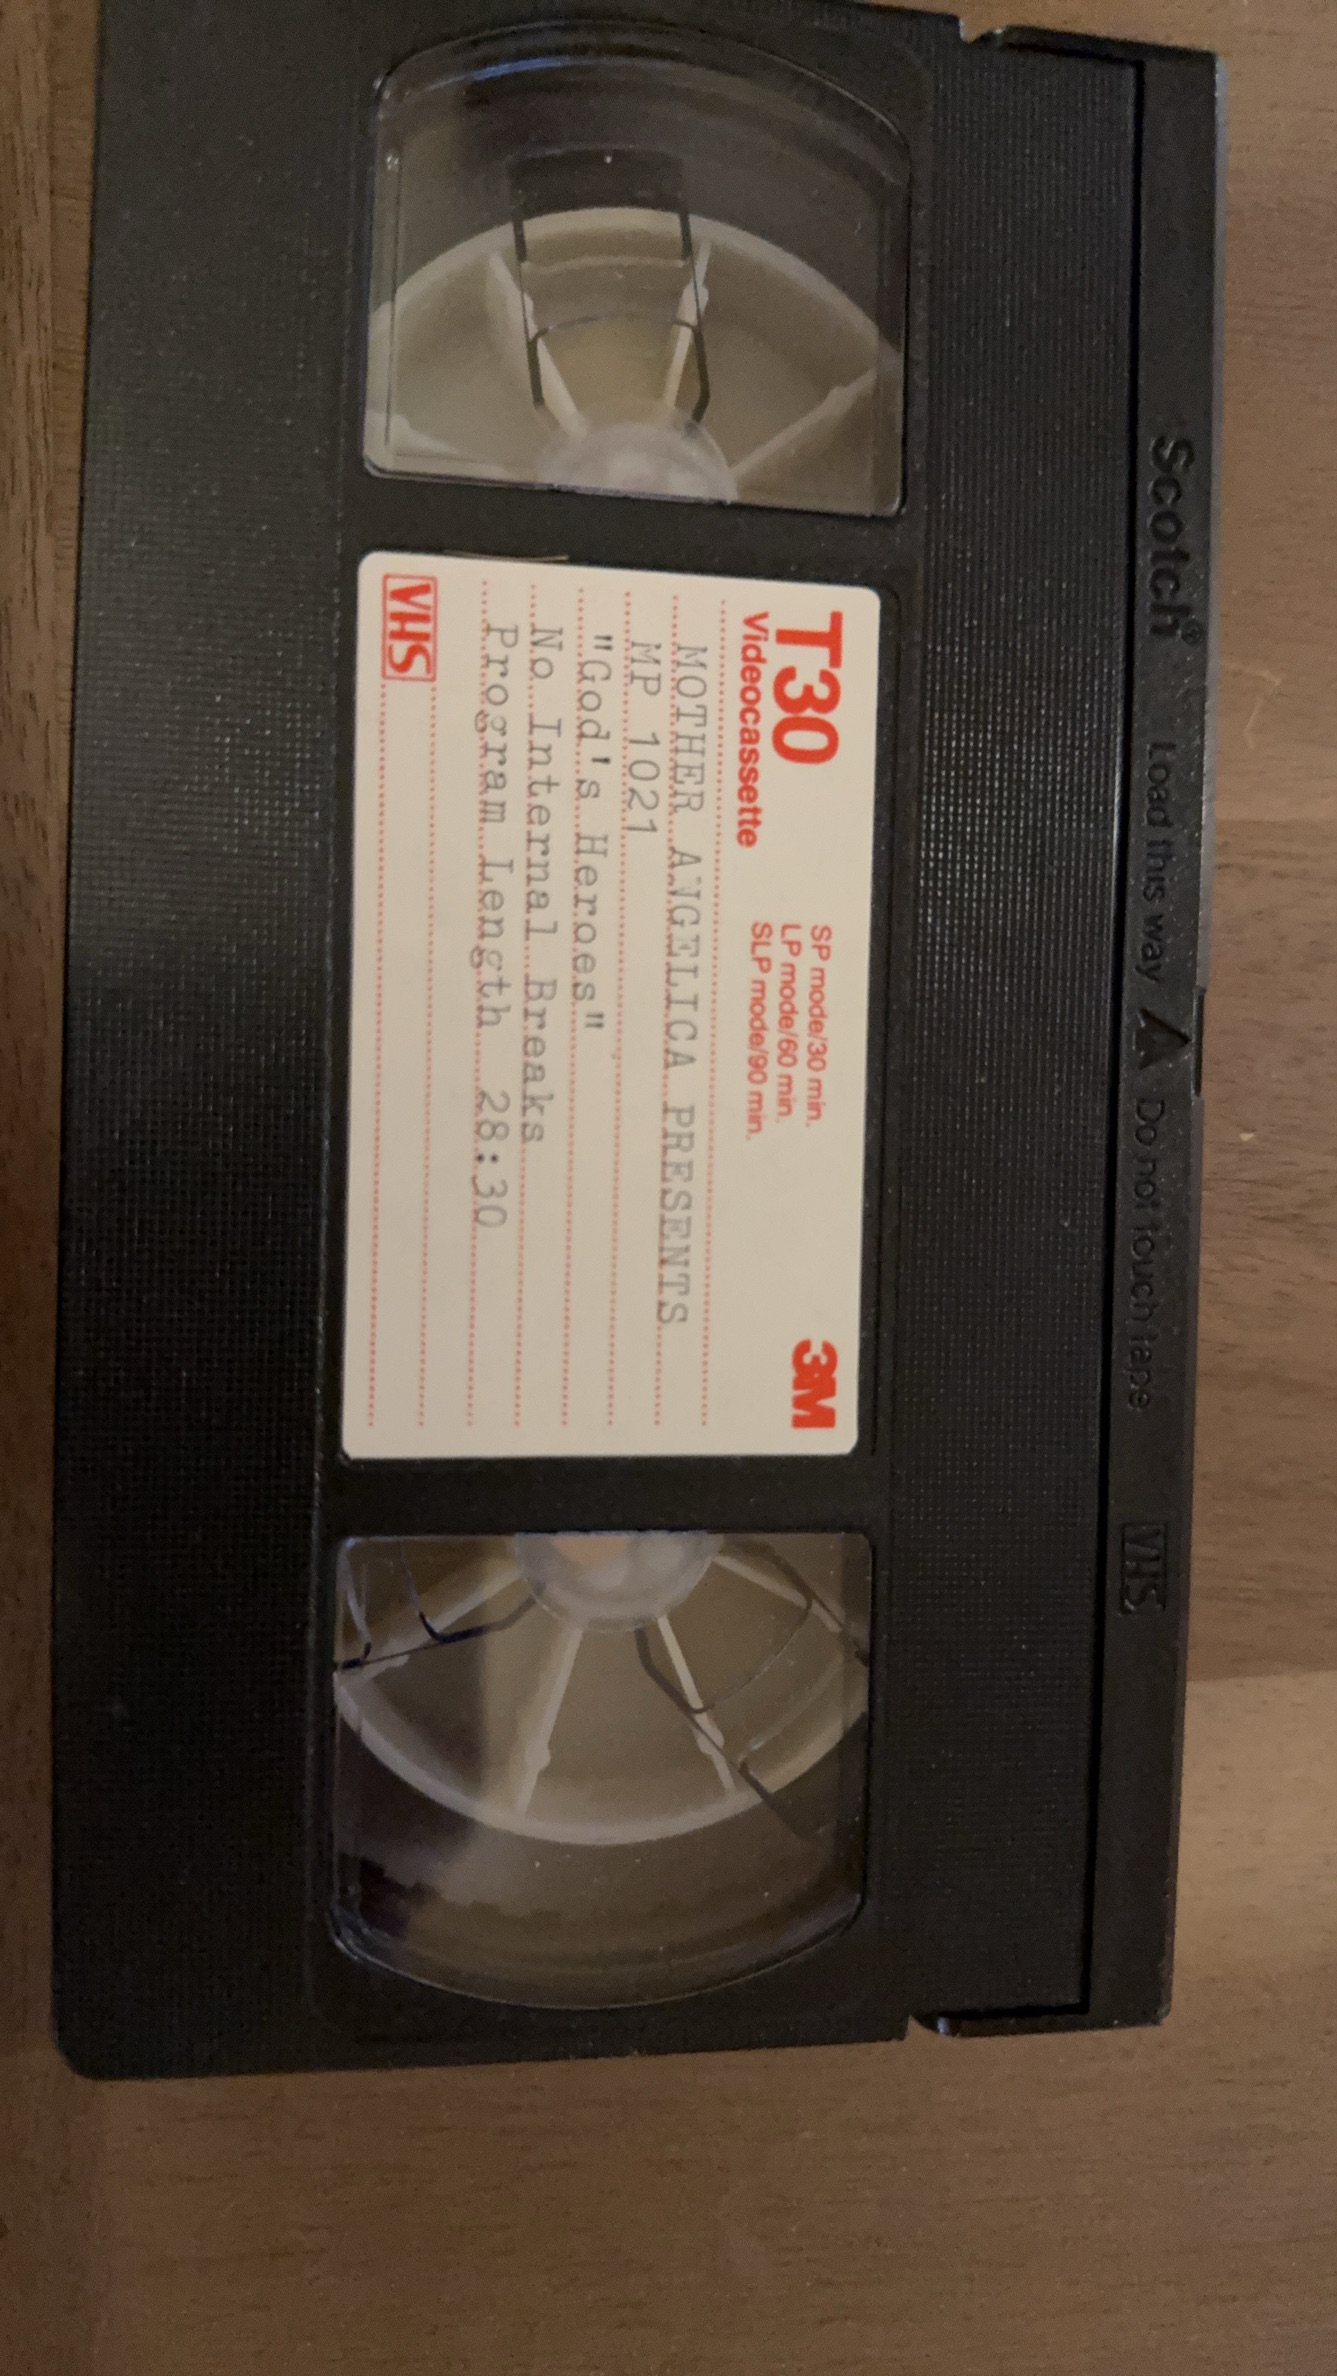 Scotch® Load this way Do not touch tape VHS
T30
Videocassette
SP mode/30 min.
LP mode/60 min.
SLP mode/90 min.
3M
MOTHER ANGELICA PRESENTS
MP 1021
"God's Heroes"
No Internal Breaks
Program Length 28:30
VHS